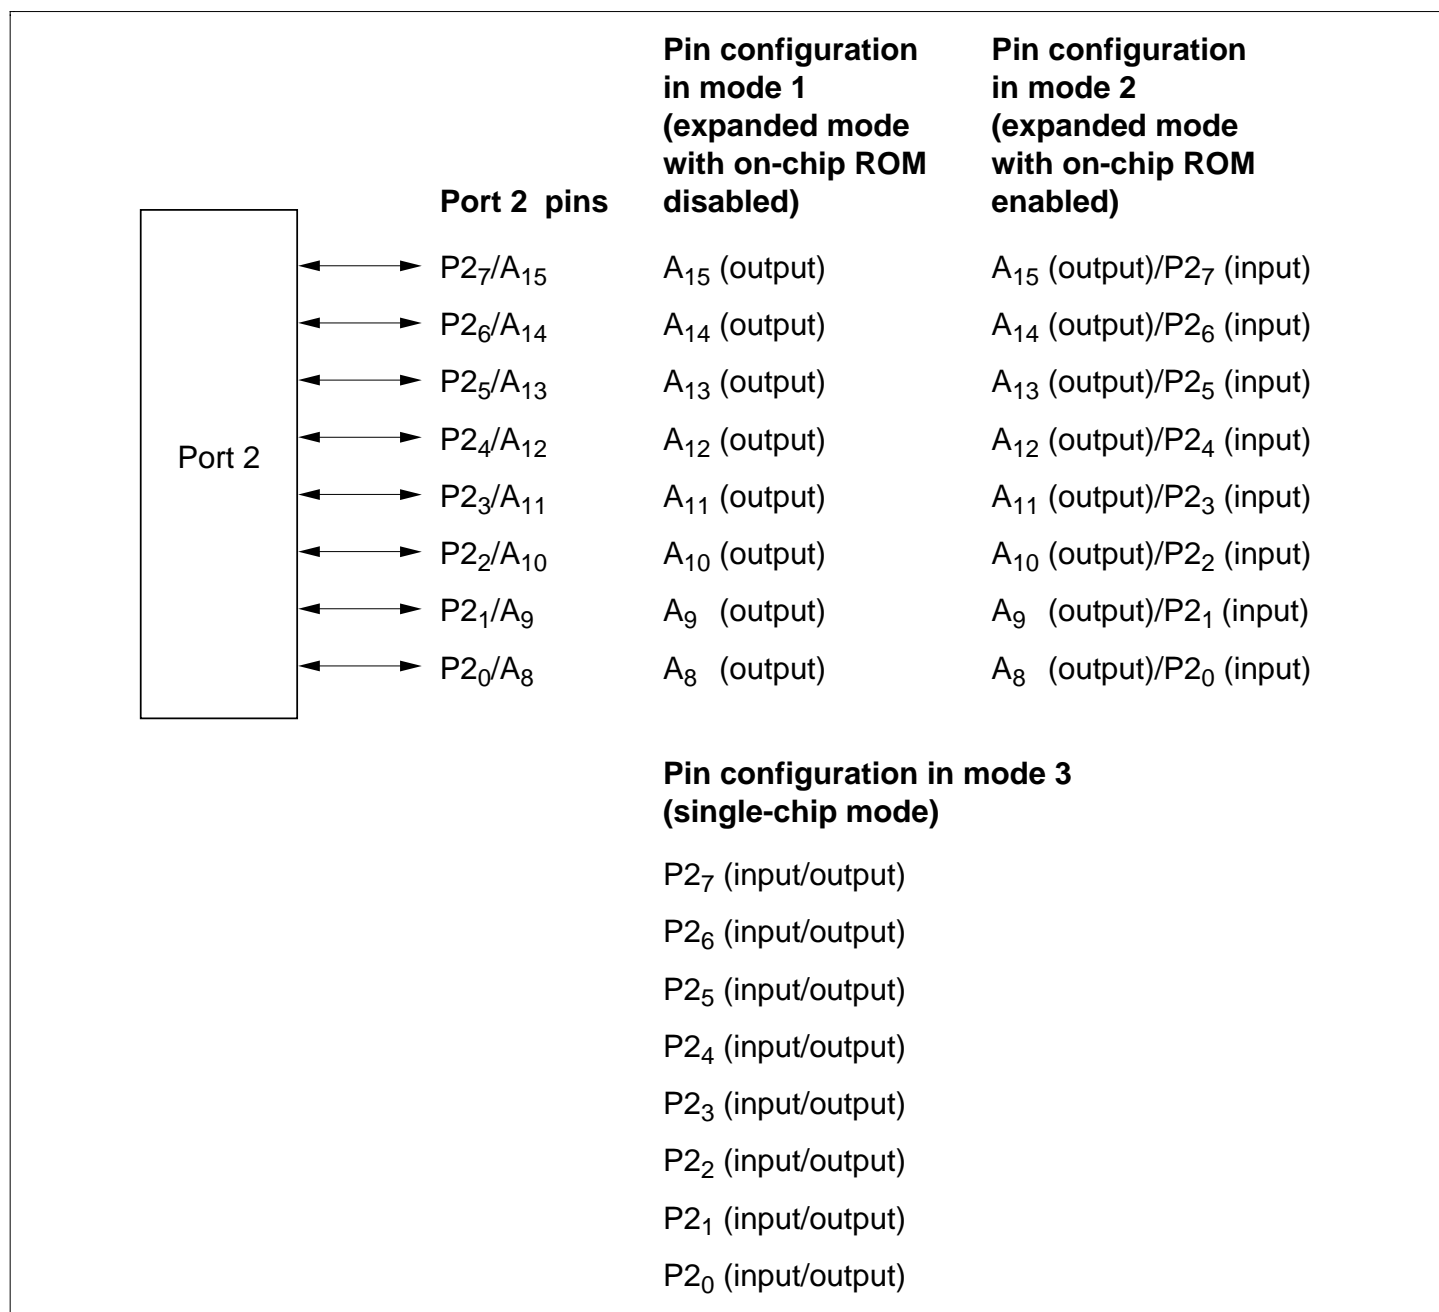 Pin configuration in mode 1 (expanded mode with on-chip ROM disabled)
Pin configuration in mode 2 (expanded mode with on-chip ROM enabled)
Port 2 pins
Port 2
P2₇/A₁₅ A₁₅ (output) A₁₅ (output)/P2₇ (input)
P2₆/A₁₄ A₁₄ (output) A₁₄ (output)/P2₆ (input)
P2₅/A₁₃ A₁₃ (output) A₁₃ (output)/P2₅ (input)
P2₄/A₁₂ A₁₂ (output) A₁₂ (output)/P2₄ (input)
P2₃/A₁₁ A₁₁ (output) A₁₁ (output)/P2₃ (input)
P2₂/A₁₀ A₁₀ (output) A₁₀ (output)/P2₂ (input)
P2₁/A₉ A₉ (output) A₉ (output)/P2₁ (input)
P2₀/A₈ A₈ (output) A₈ (output)/P2₀ (input)
Pin configuration in mode 3
(single-chip mode)
P2₇ (input/output)
P2₆ (input/output)
P2₅ (input/output)
P2₄ (input/output)
P2₃ (input/output)
P2₂ (input/output)
P2₁ (input/output)
P2₀ (input/output)